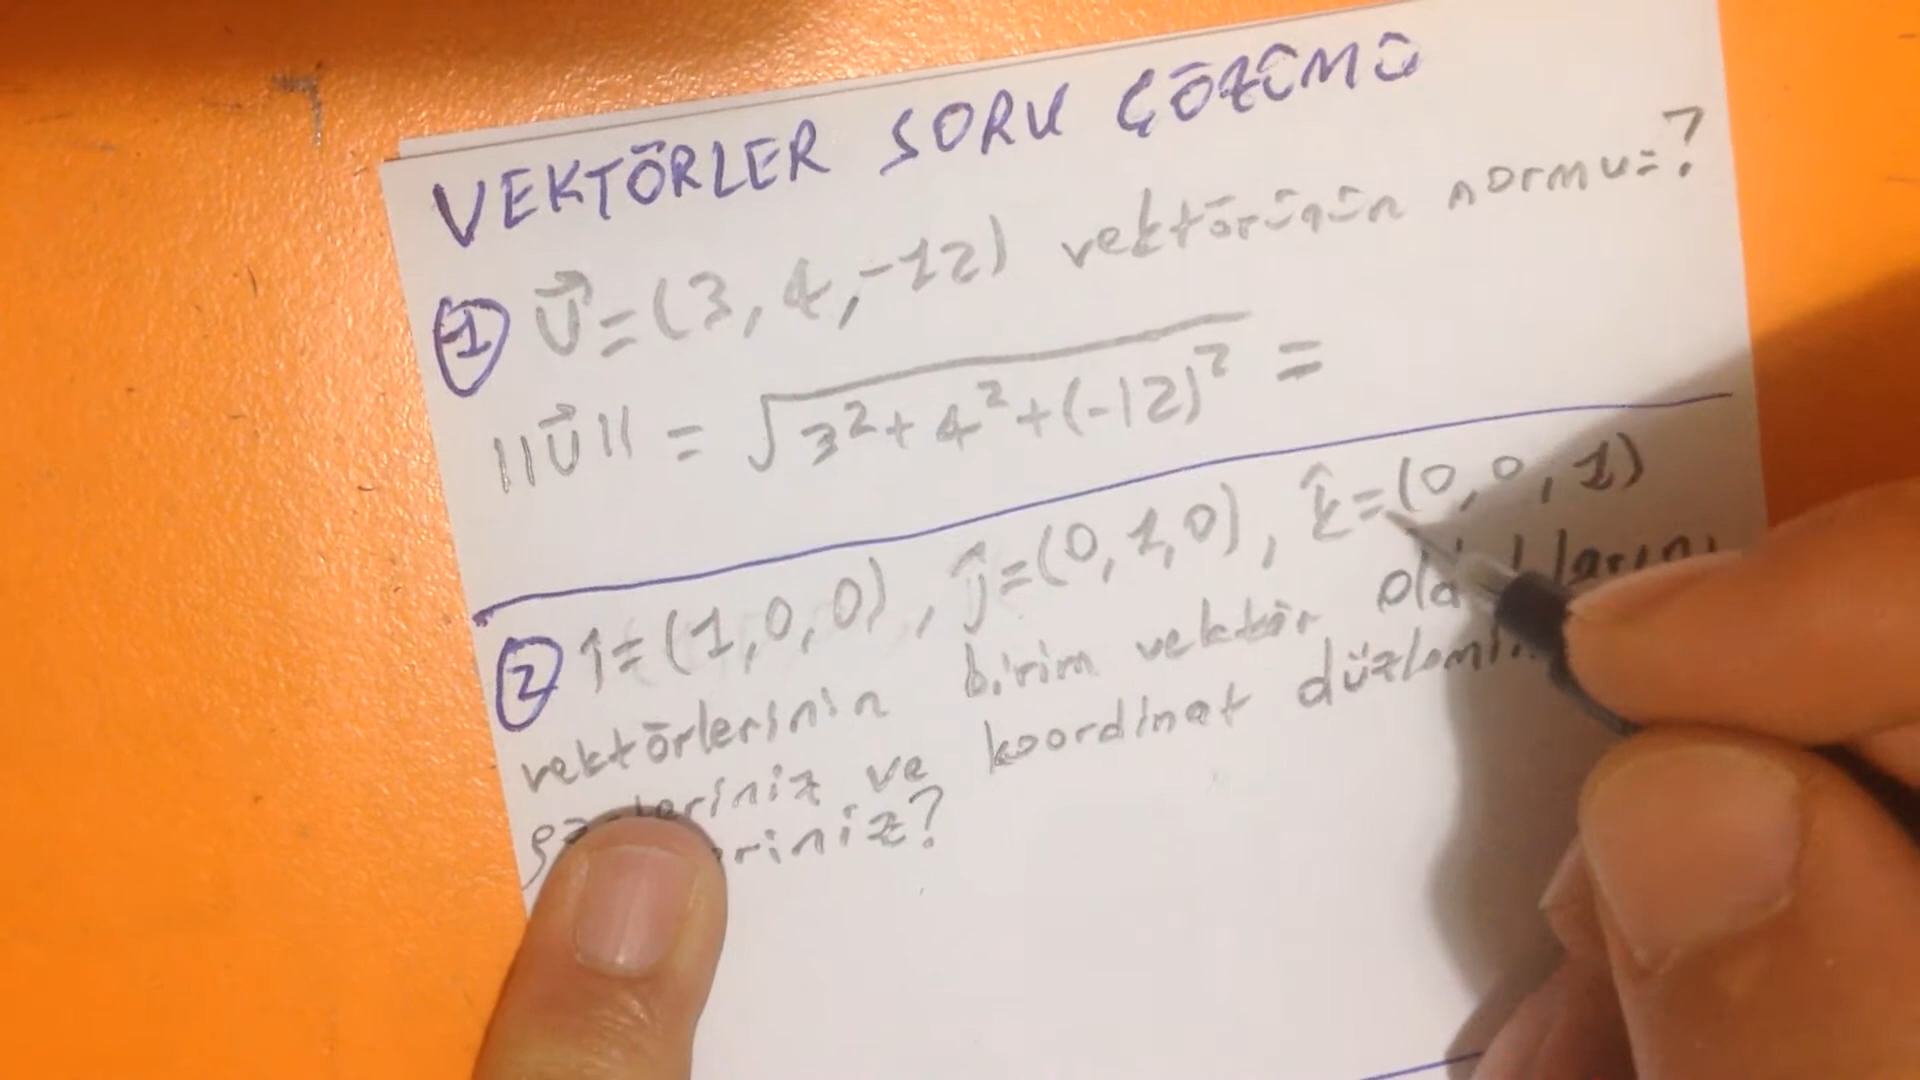 VEKTÖRLER SORU ÇÖZÜMÜ
① U⃗=(3,4,-12) vektörünün normu=?
||U⃗|| = √3²+4²+(-12)² =
② î=(1,0,0), ĵ=(0,1,0), k̂=(0,0,1)
vektörlerinin birim vektör
ve koordinat